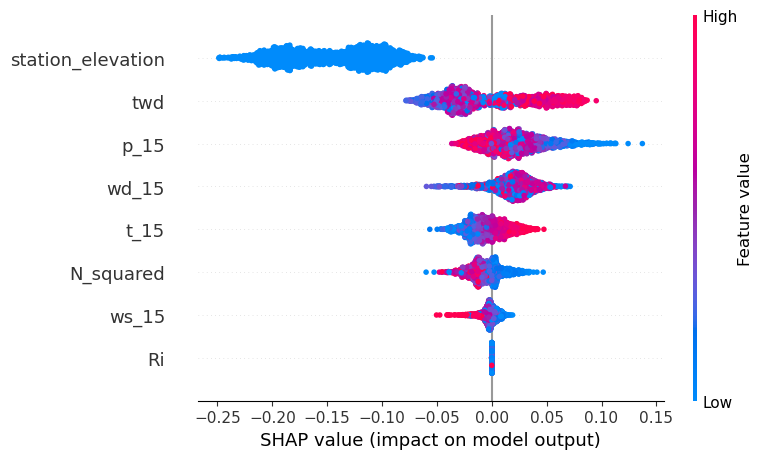 High
station_elevation
twd
p_15
wd_15
t_15
N_squared
ws_15
Ri
Feature value
Low
−0.25 −0.20 −0.15 −0.10 −0.05 0.00 0.05 0.10 0.15
SHAP value (impact on model output)